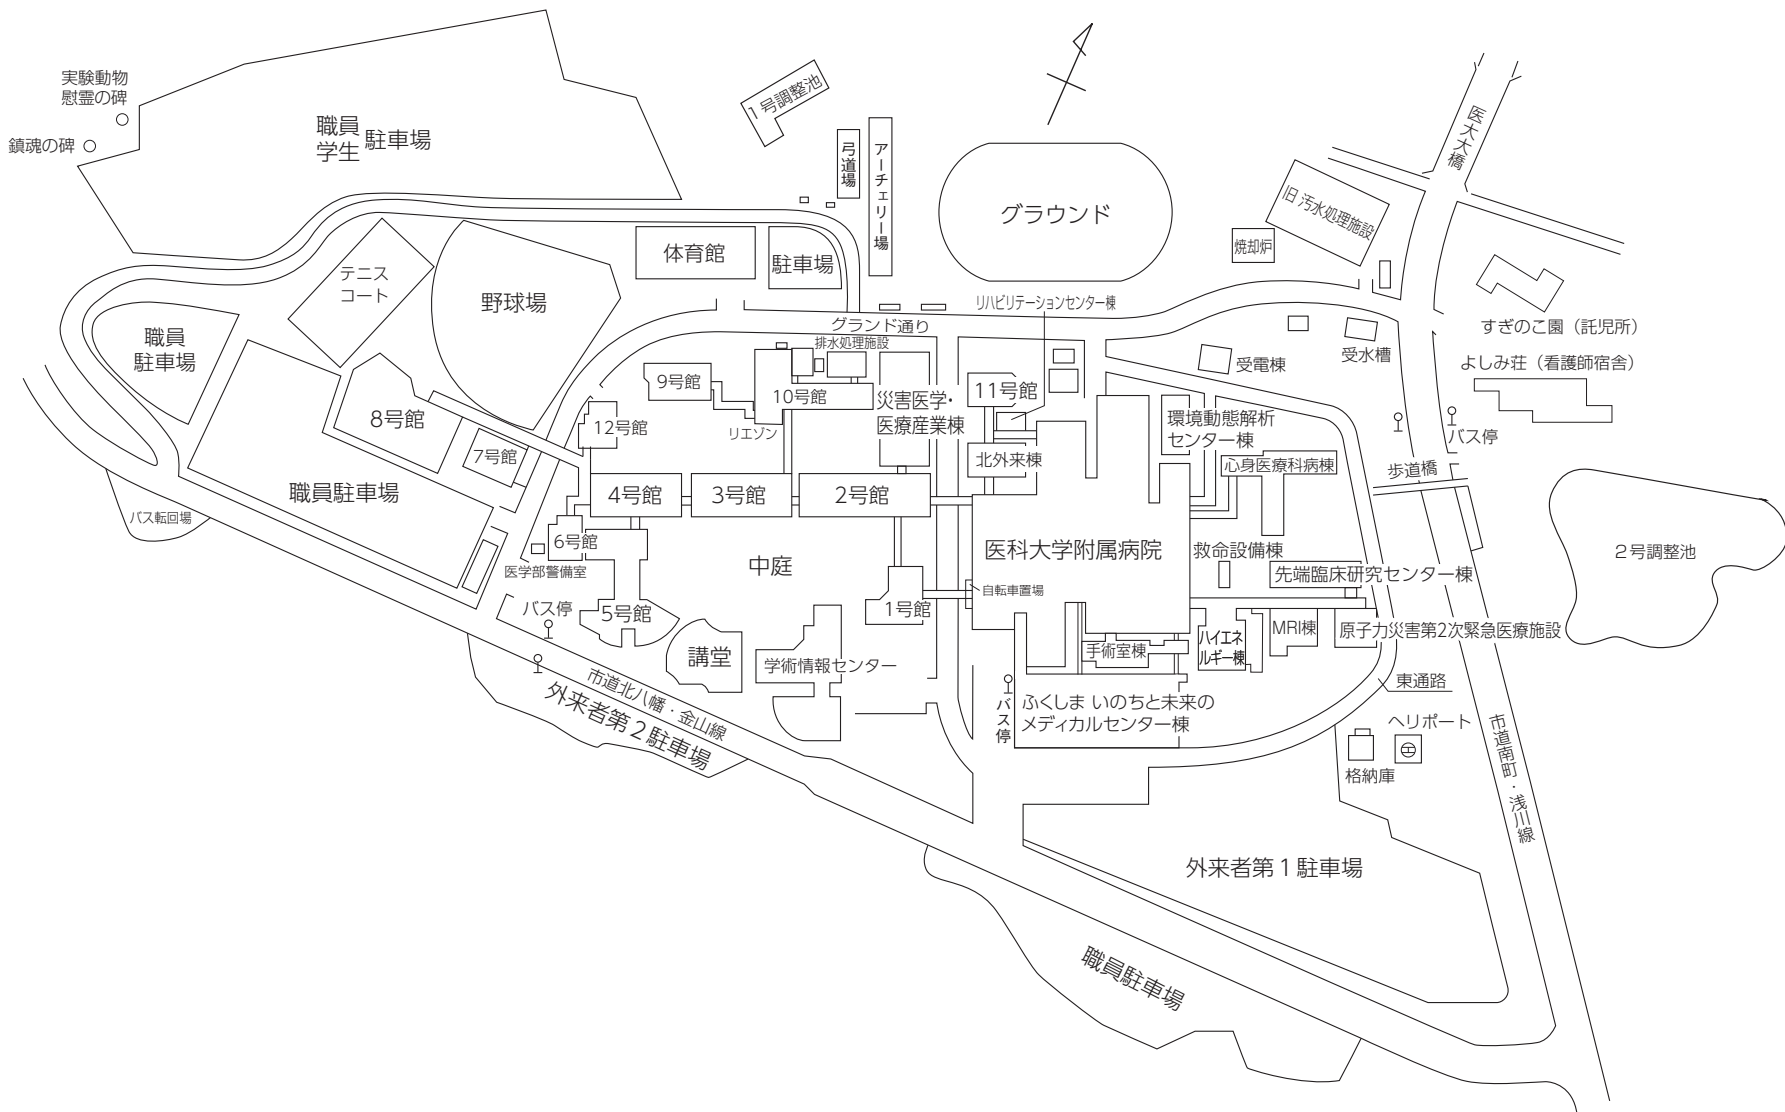 実験動物
慰霊の碑
鎮魂の碑
職員
学生
駐車場
1号調整池
弓道場
アーチェリー場
グラウンド
医大大橋
旧 汚水処理施設
焼却炉
体育館
駐車場
テニス
コート
野球場
職員
駐車場
グランド通り
リハビリテーションセンター棟
すぎのこ園（託児所）
受水槽
受電棟
よしみ荘（看護師宿舎）
排水処理施設
9号館
10号館
災害医学・
医療産業棟
11号館
8号館
12号館
リエゾン
環境動態解析
センター棟
バス停
7号館
北外来棟
心身医療科病棟
歩道橋
職員駐車場
4号館
3号館
2号館
バス転回場
6号館
医学部警備室
中庭
医科大学附属病院
救命設備棟
2号調整池
先端臨床研究センター棟
自転車置場
バス停
5号館
1号館
講堂
学術情報センター
手術室棟
ハイエネ
ルギー棟
MRI棟
原子力災害第2次緊急医療施設
東通路
市道北八幡・金山線
外来者第2駐車場
バス停
ふくしま いのちと未来の
メディカルセンター棟
ヘリポート
格納庫
市道南町・浅川線
外来者第1駐車場
職員駐車場